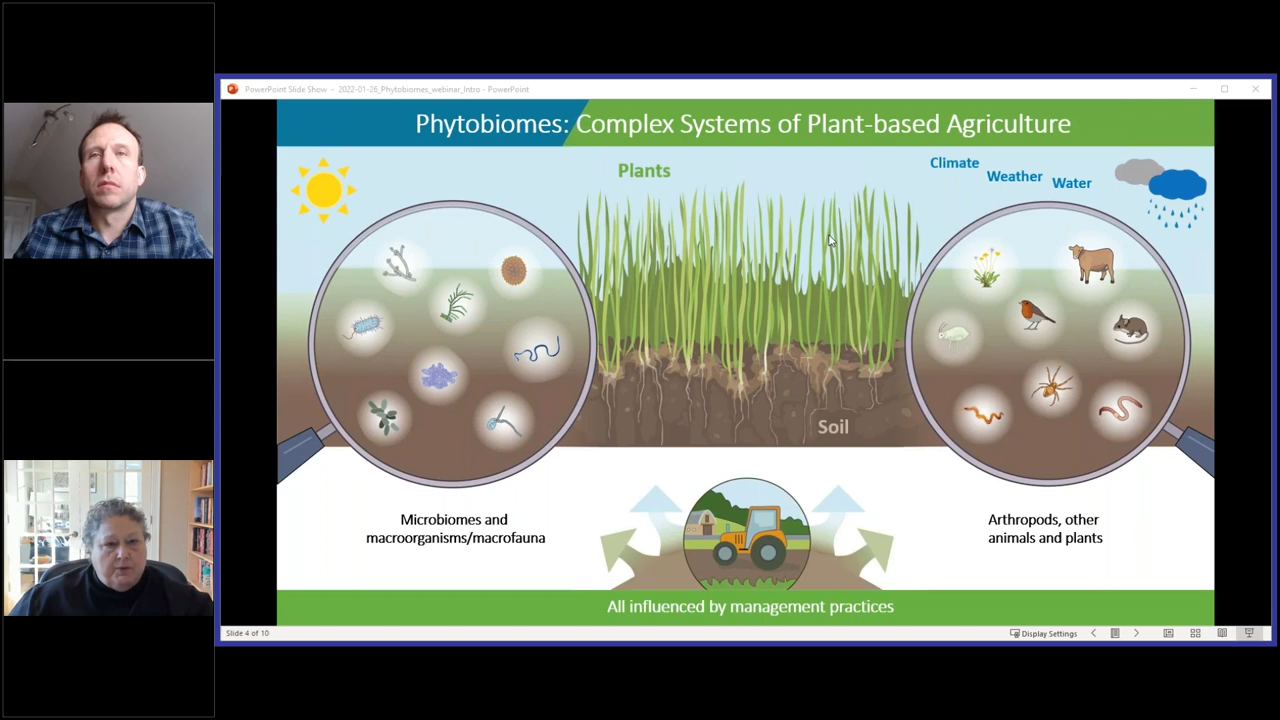 PowerPoint Slide Show - 2022-01-26_Phytobiomes_webinar_Intro - PowerPoint
Phytobiomes: Complex Systems of Plant-based Agriculture
Plants
Climate
Weather
Water
Soil
Microbiomes and
macroorganisms/macrofauna
Arthropods, other
animals and plants
All influenced by management practices
Slide 4 of 10
Display Settings